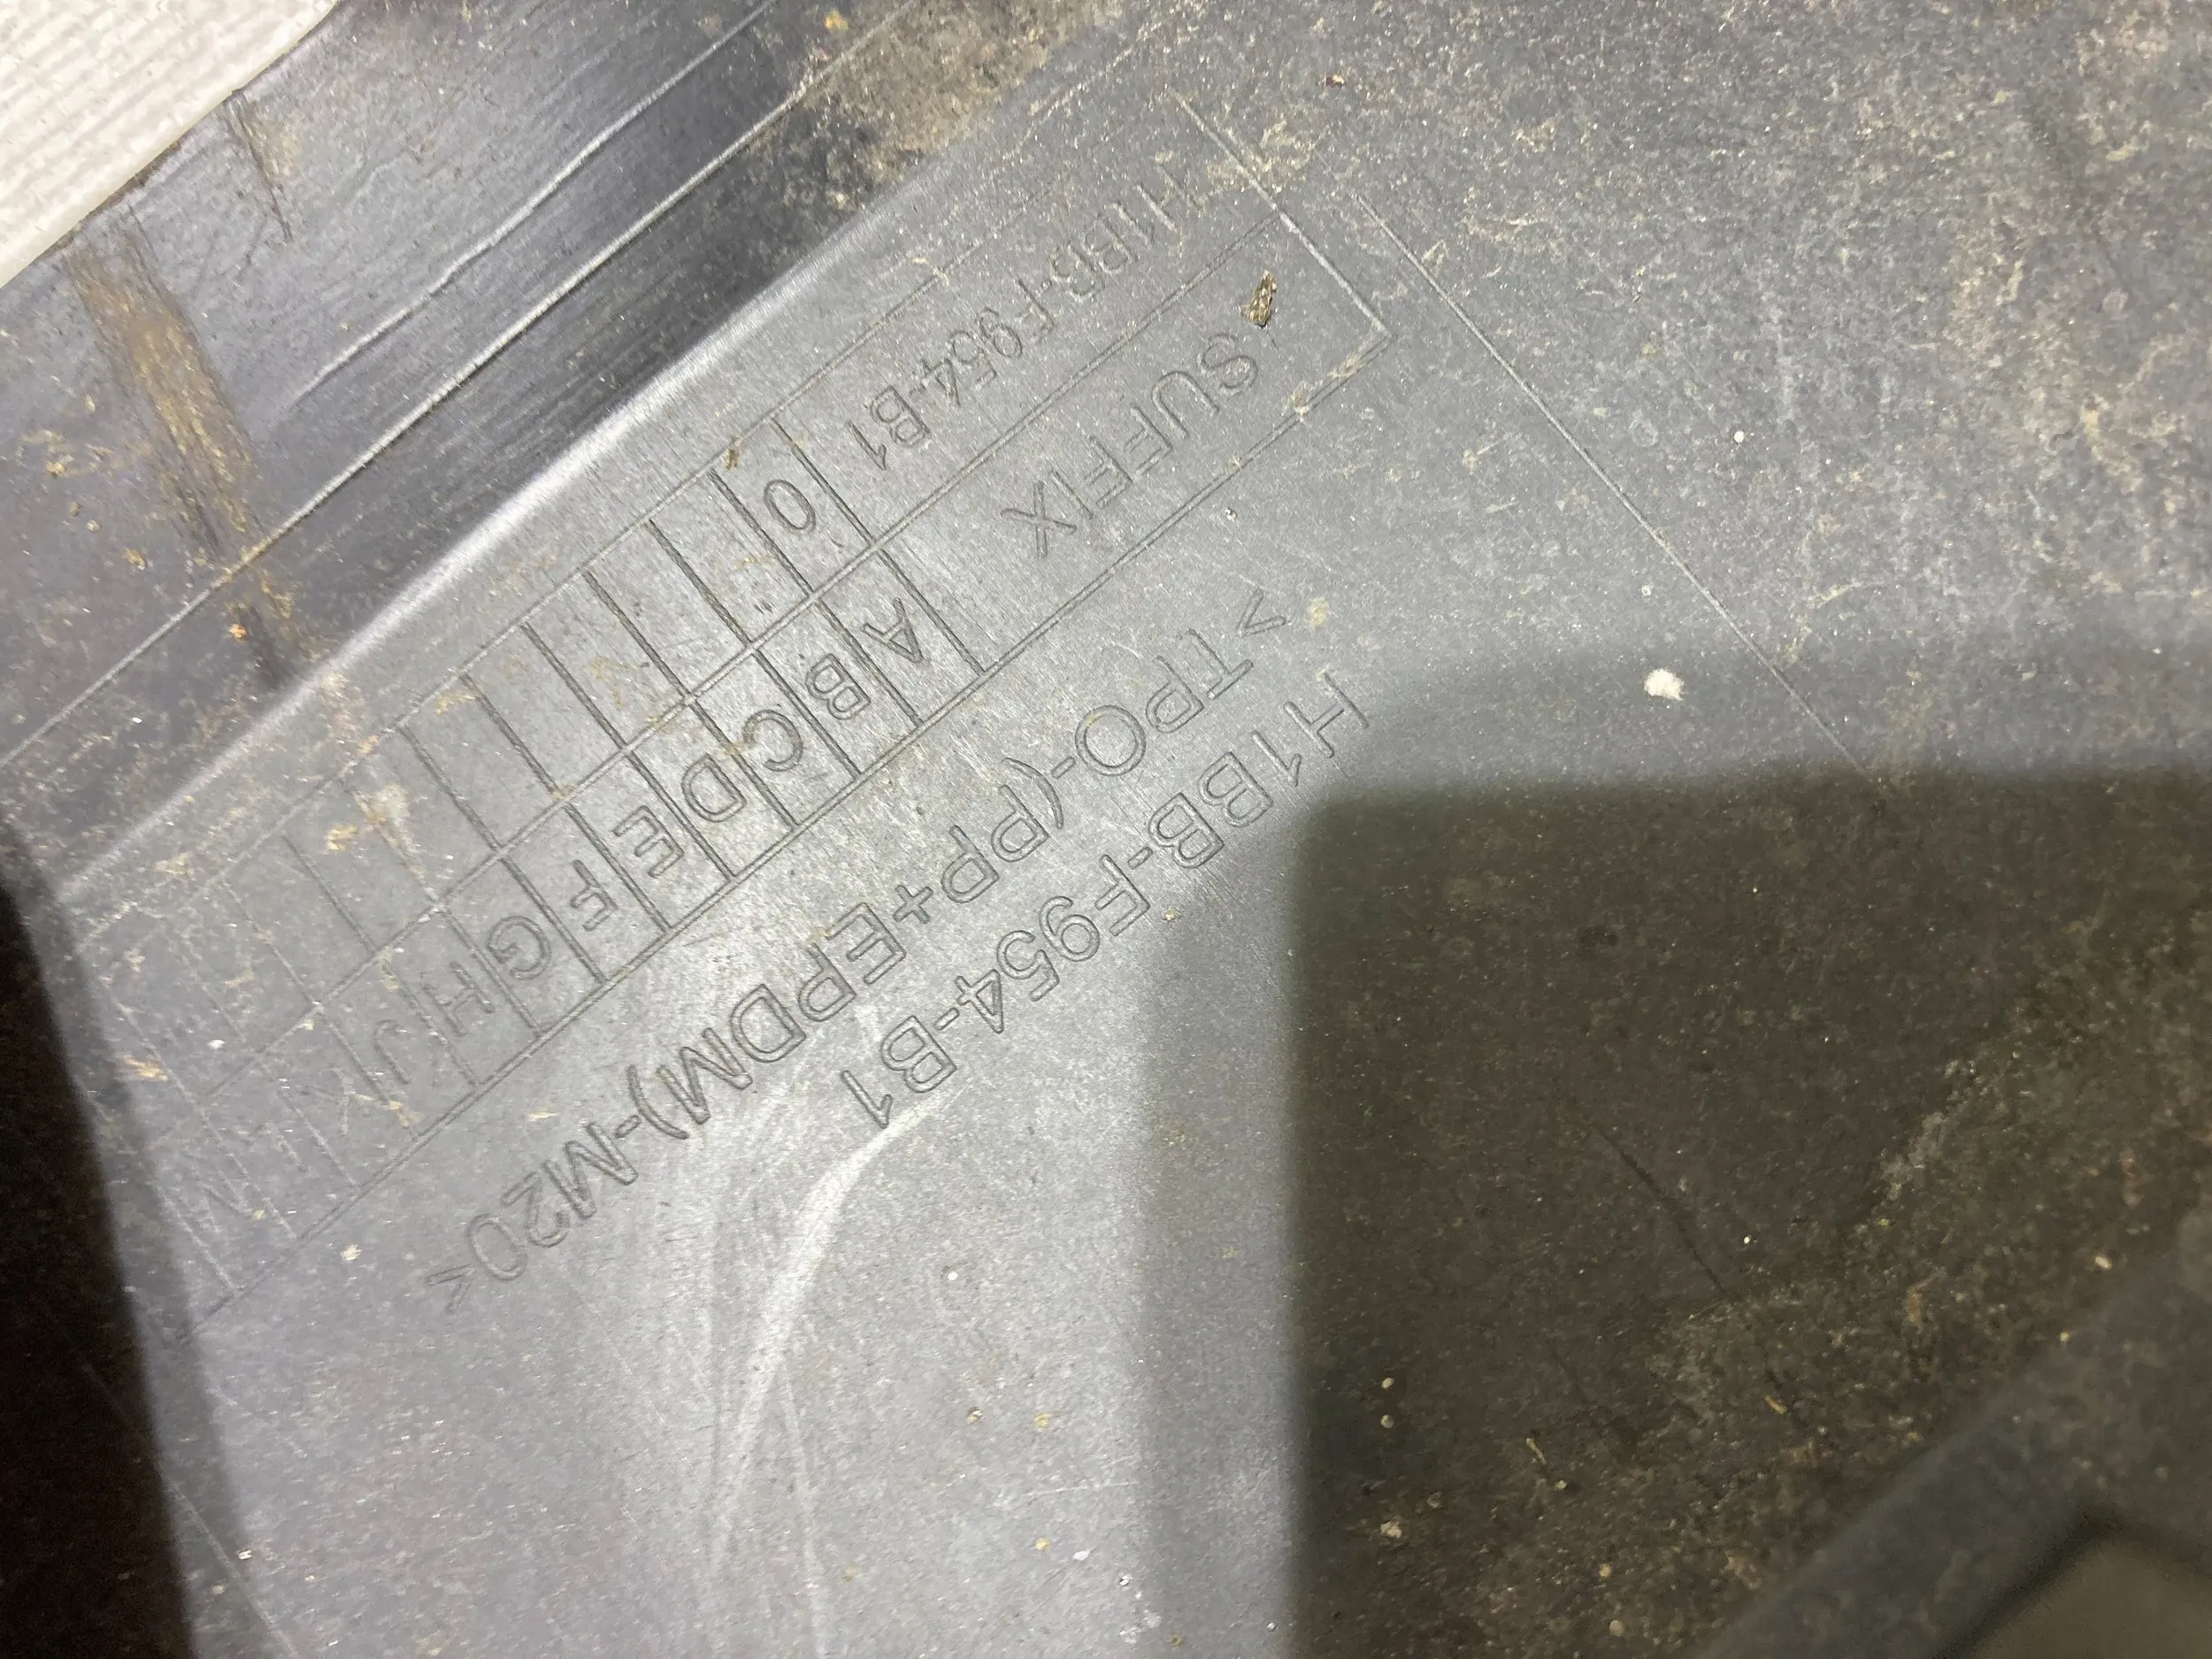 H1BB-F954-B1
>TPO-(PP+EPDM)-M20<
SUFFIX A B C D E F G H J K L
H1BB-F954-B1 0